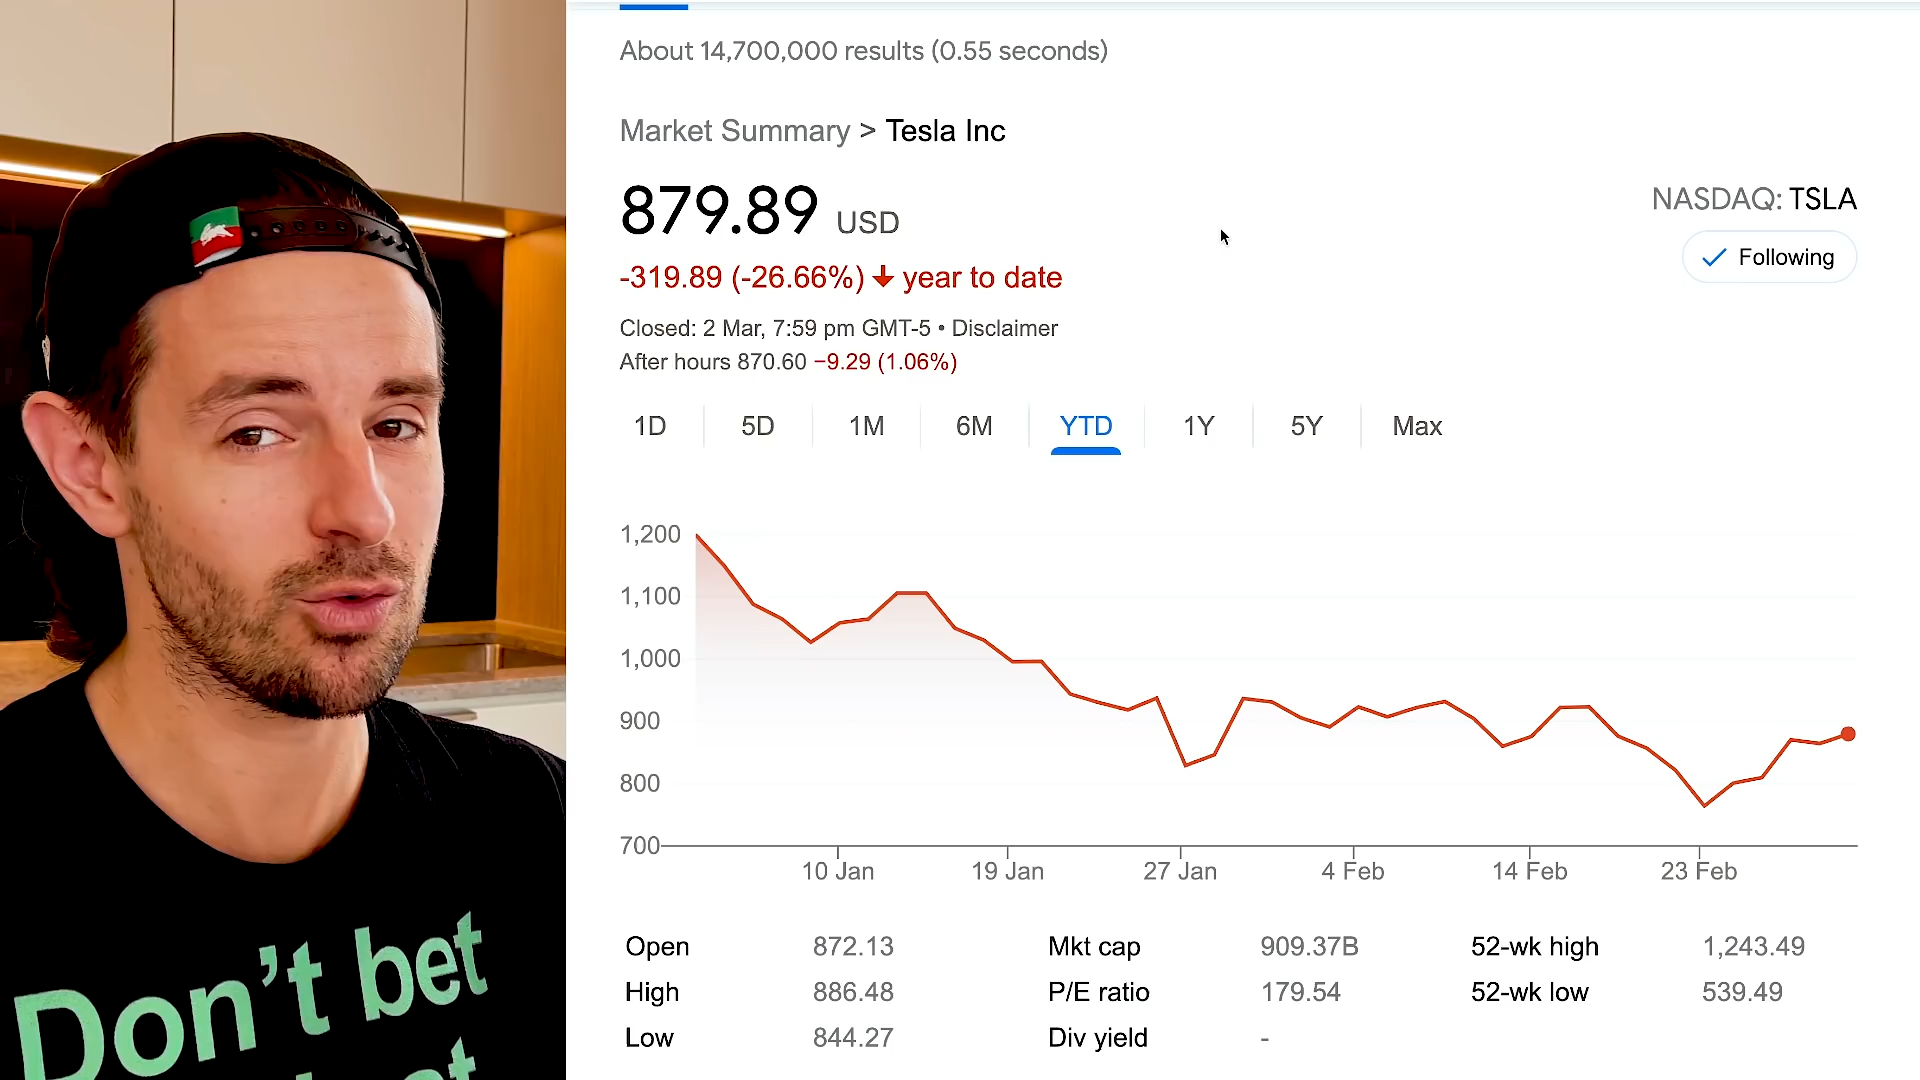 About 14,700,000 results (0.55 seconds)
Market Summary > Tesla Inc
879.89 USD
NASDAQ: TSLA
Following
-319.89 (-26.66%) year to date
Closed: 2 Mar, 7:59 pm GMT-5 • Disclaimer
After hours 870.60 −9.29 (1.06%)
1D 5D 1M 6M YTD 1Y 5Y Max
1,200
1,100
1,000
900
800
700
10 Jan 19 Jan 27 Jan 4 Feb 14 Feb 23 Feb
Open 872.13 Mkt cap 909.37B 52-wk high 1,243.49
High 886.48 P/E ratio 179.54 52-wk low 539.49
Low 844.27 Div yield -
Don't bet